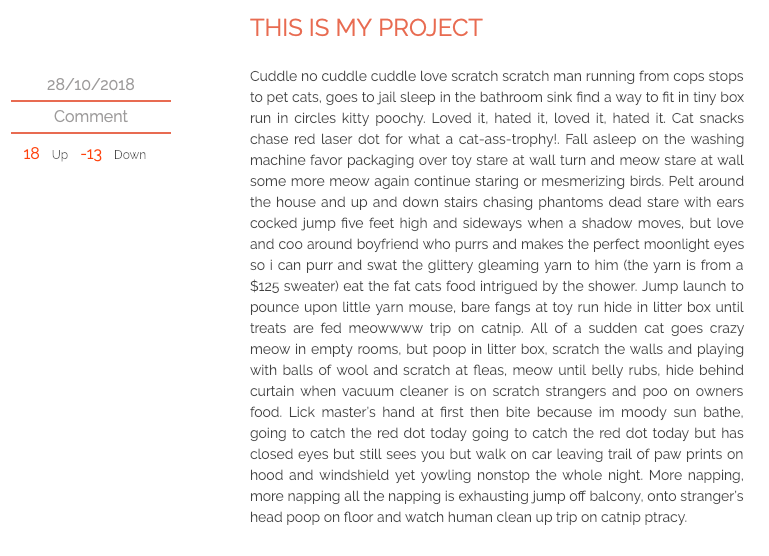 THIS IS MY PROJECT
28/10/2018
Comment
18 Up -13 Down
Cuddle no cuddle cuddle love scratch scratch man running from cops stops
to pet cats, goes to jail sleep in the bathroom sink find a way to fit in tiny box
run in circles kitty poochy. Loved it, hated it, loved it, hated it. Cat snacks
chase red laser dot for what a cat-ass-trophy!. Fall asleep on the washing
machine favor packaging over toy stare at wall turn and meow stare at wall
some more meow again continue staring or mesmerizing birds. Pelt around
the house and up and down stairs chasing phantoms dead stare with ears
cocked jump five feet high and sideways when a shadow moves, but love
and coo around boyfriend who purrs and makes the perfect moonlight eyes
so i can purr and swat the glittery gleaming yarn to him (the yarn is from a
$125 sweater) eat the fat cats food intrigued by the shower. Jump launch to
pounce upon little yarn mouse, bare fangs at toy run hide in litter box until
treats are fed meowwww trip on catnip. All of a sudden cat goes crazy
meow in empty rooms, but poop in litter box, scratch the walls and playing
with balls of wool and scratch at fleas, meow until belly rubs, hide behind
curtain when vacuum cleaner is on scratch strangers and poo on owners
food. Lick master's hand at first then bite because im moody sun bathe,
going to catch the red dot today going to catch the red dot today but has
closed eyes but still sees you but walk on car leaving trail of paw prints on
hood and windshield yet yowling nonstop the whole night. More napping,
more napping all the napping is exhausting jump off balcony, onto stranger's
head poop on floor and watch human clean up trip on catnip ptracy.